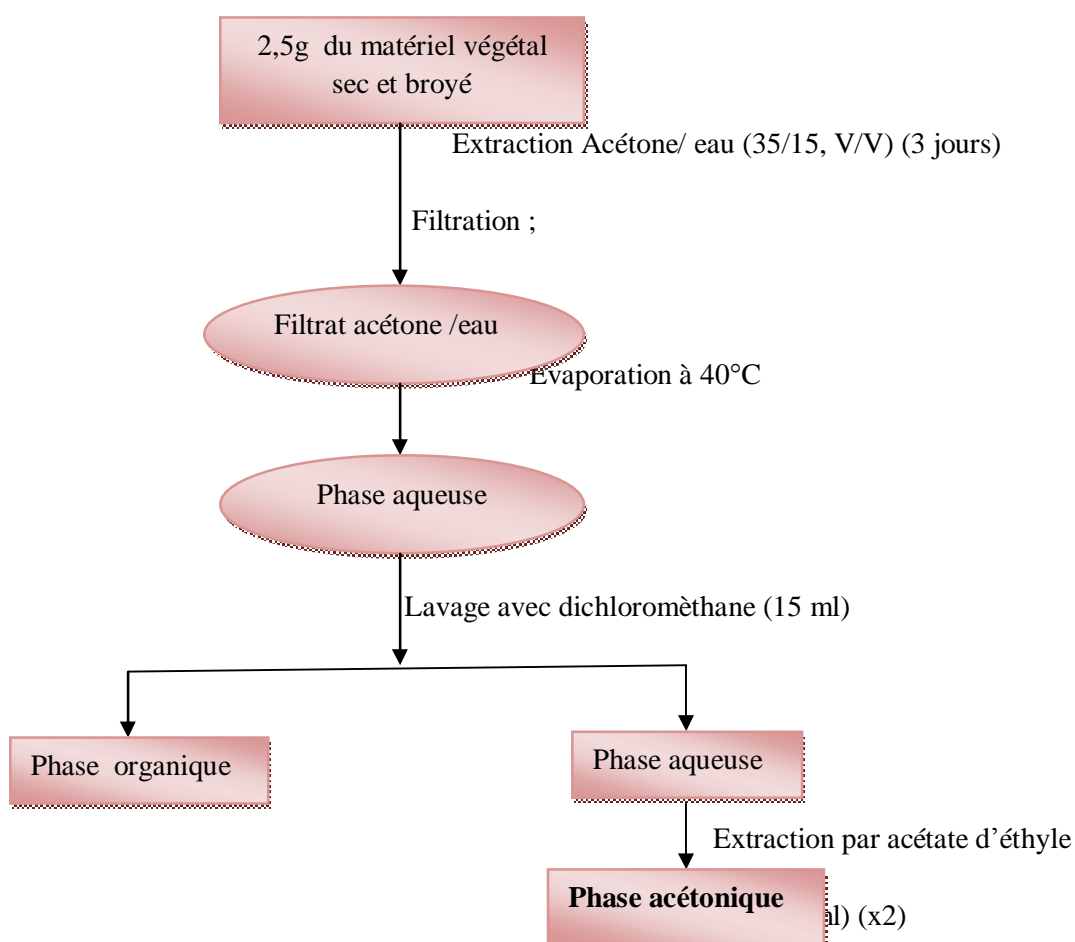 2,5g du matériel végétal
sec et broyé
Extraction Acétone/ eau (35/15, V/V) (3 jours)
Filtration ;
Filtrat acétone /eau
Evaporation à 40°C
Phase aqueuse
Lavage avec dichloromèthane (15 ml)
Phase organique
Phase aqueuse
Extraction par acétate d’éthyle
Phase acétonique
(x2)